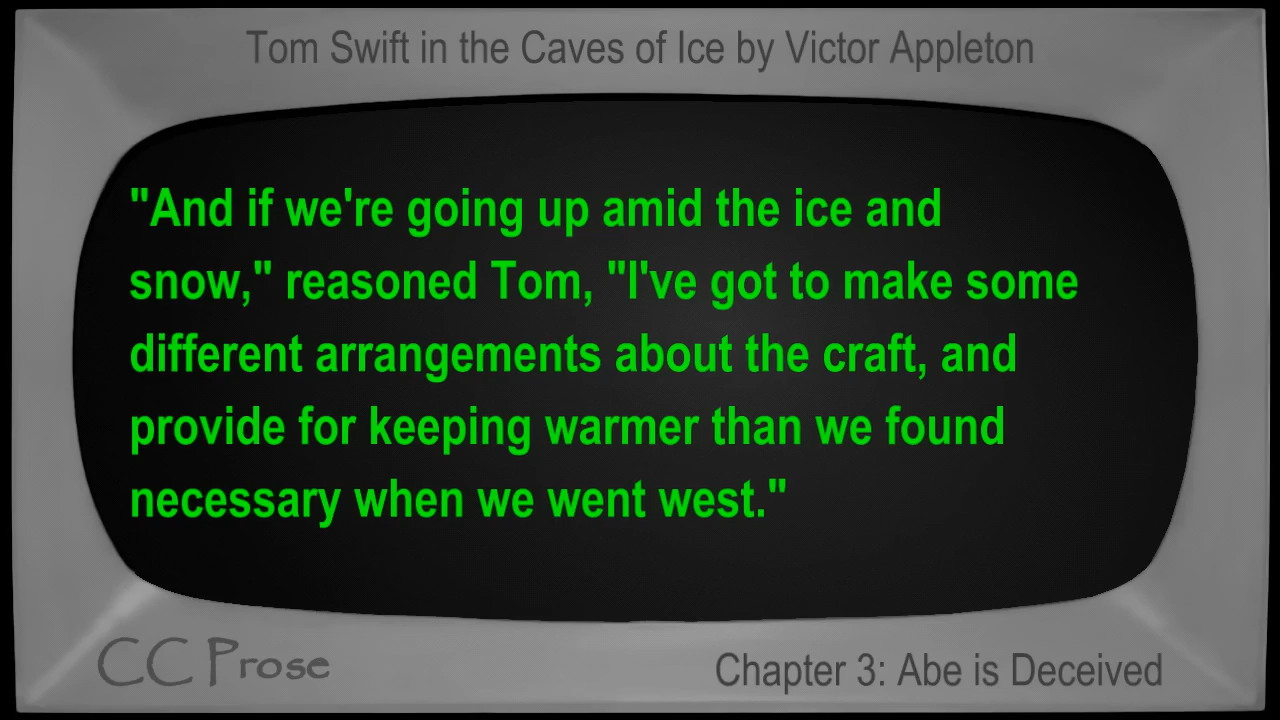 Tom Swift in the Caves of Ice by Victor Appleton
"And if we're going up amid the ice and
snow," reasoned Tom, "I've got to make some
different arrangements about the craft, and
provide for keeping warmer than we found
necessary when we went west."
CC Prose
Chapter 3: Abe is Deceived